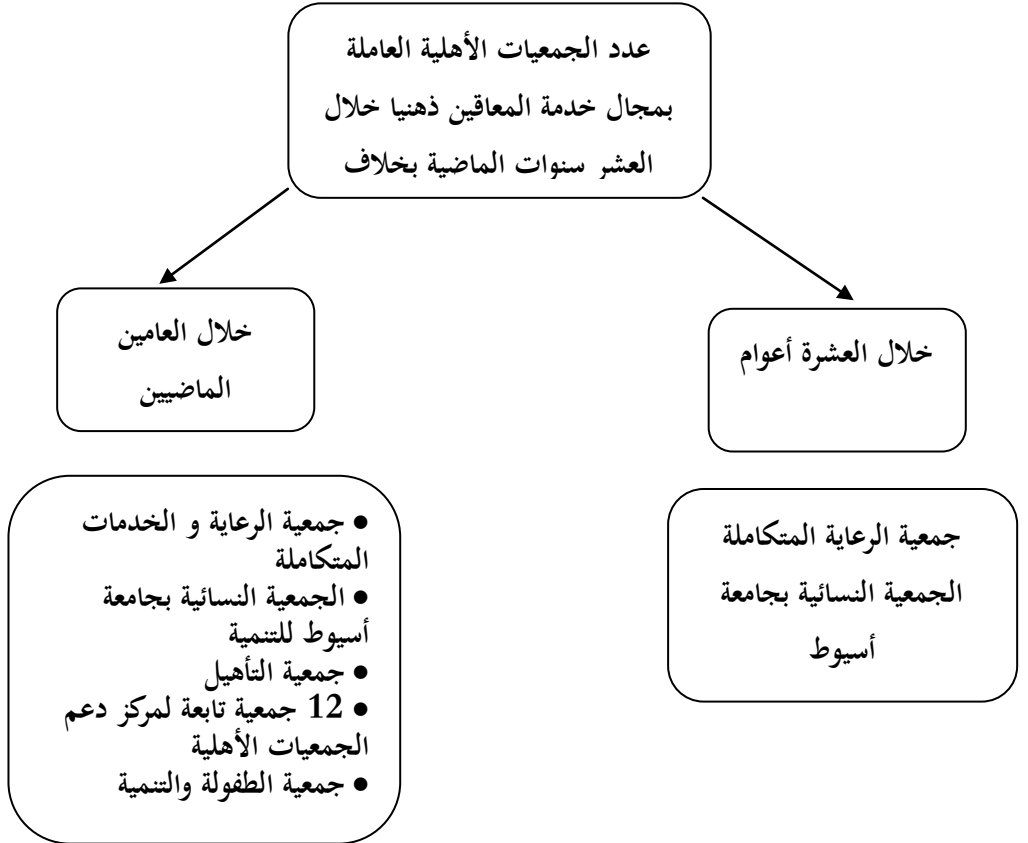 عدد الجمعيات الأهلية العاملة
بمجال خدمة المعاقين ذهنيا خلال
العشر سنوات الماضية بخلاف
خلال العشرة أعوام
خلال العامين
الماضيين
جمعية الرعاية المتكاملة
الجمعية النسائية بجامعة
أسيوط
• جمعية الرعاية و الخدمات
المتكاملة
• الجمعية النسائية بجامعة
أسيوط للتنمية
• جمعية التأهيل
• 12 جمعية تابعة لمركز دعم
الجمعيات الأهلية
• جمعية الطفولة والتنمية